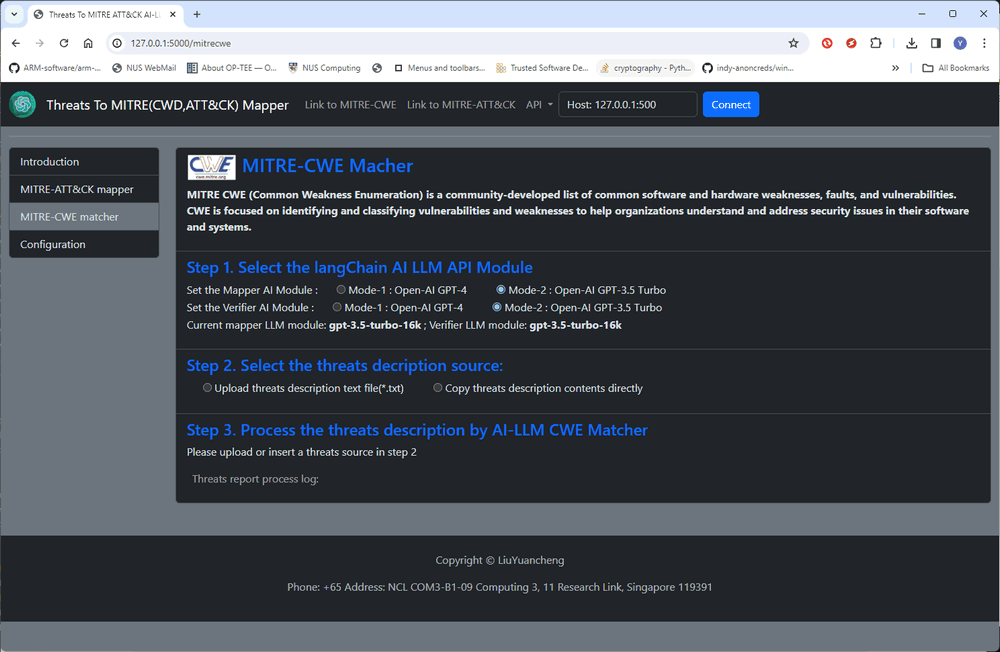 Threats To MITRE ATT&CK AI-L
127.0.0.1:5000/mitrecwe
Y
ARM-software/arm-...
NUS WebMail
About OP-TEE — O...
NUS Computing
Menus and toolbars...
Trusted Software De...
cryptography - Pyth...
indy-anoncreds/win...
»
All Bookmarks
Threats To MITRE(CWD,ATT&CK) Mapper
Link to MITRE-CWE
Link to MITRE-ATT&CK
API
Host: 127.0.0.1:500
Connect
Introduction
MITRE-ATT&CK mapper
MITRE-CWE matcher
Configuration
CWE
cwe.mitre.org
MITRE-CWE Macher
MITRE CWE (Common Weakness Enumeration) is a community-developed list of common software and hardware weaknesses, faults, and vulnerabilities.
CWE is focused on identifying and classifying vulnerabilities and weaknesses to help organizations understand and address security issues in their software
and systems.
Step 1. Select the langChain AI LLM API Module
Set the Mapper AI Module : Mode-1 : Open-AI GPT-4 Mode-2 : Open-AI GPT-3.5 Turbo
Set the Verifier AI Module : Mode-1 : Open-AI GPT-4 Mode-2 : Open-AI GPT-3.5 Turbo
Current mapper LLM module: gpt-3.5-turbo-16k ; Verifier LLM module: gpt-3.5-turbo-16k
Step 2. Select the threats decription source:
Upload threats description text file(*.txt) Copy threats description contents directly
Step 3. Process the threats description by AI-LLM CWE Matcher
Please upload or insert a threats source in step 2
Threats report process log:
Copyright © LiuYuancheng
Phone: +65 Address: NCL COM3-B1-09 Computing 3, 11 Research Link, Singapore 119391